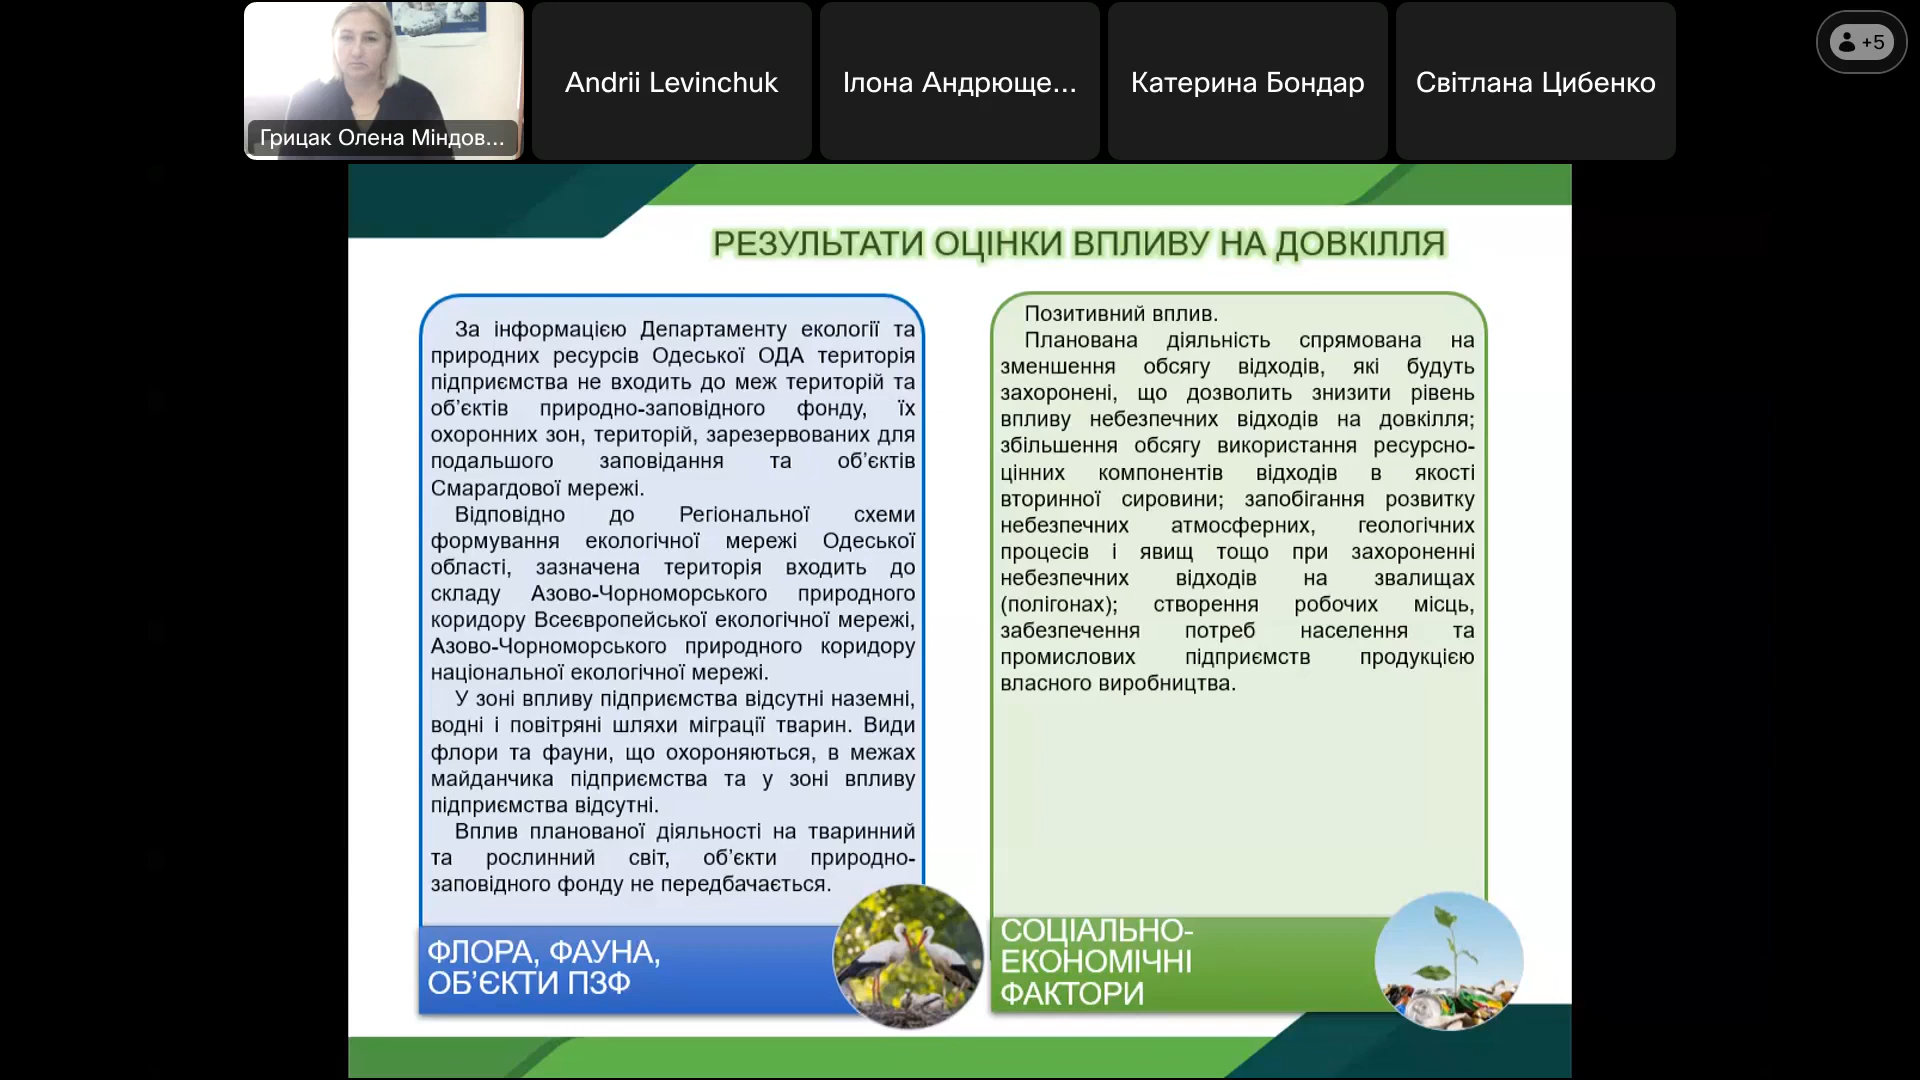 Грицак Олена Міндов...
Andrii Levinchuk
Ілона Андрюще...
Катерина Бондар
Світлана Цибенко
+5
РЕЗУЛЬТАТИ ОЦІНКИ ВПЛИВУ НА ДОВКІЛЛЯ
За інформацією Департаменту екології та
природних ресурсів Одеської ОДА територія
підприємства не входить до меж територій та
об’єктів природно-заповідного фонду, їх
охоронних зон, територій, зарезервованих для
подальшого заповідання та об’єктів
Смарагдової мережі.
Відповідно до Регіональної схеми
формування екологічної мережі Одеської
області, зазначена територія входить до
складу Азово-Чорноморського природного
коридору Всеєвропейської екологічної мережі,
Азово-Чорноморського природного коридору
національної екологічної мережі.
У зоні впливу підприємства відсутні наземні,
водні і повітряні шляхи міграції тварин. Види
флори та фауни, що охороняються, в межах
майданчика підприємства та у зоні впливу
підприємства відсутні.
Вплив планованої діяльності на тваринний
та рослинний світ, об’єкти природно-
заповідного фонду не передбачається.
ФЛОРА, ФАУНА,
ОБ’ЄКТИ ПЗФ
Позитивний вплив.
Планована діяльність спрямована на
зменшення обсягу відходів, які будуть
захоронені, що дозволить знизити рівень
впливу небезпечних відходів на довкілля;
збільшення обсягу використання ресурсно-
цінних компонентів відходів в якості
вторинної сировини; запобігання розвитку
небезпечних атмосферних, геологічних
процесів і явищ тощо при захороненні
небезпечних відходів на звалищах
(полігонах); створення робочих місць,
забезпечення потреб населення та
промислових підприємств продукцією
власного виробництва.
СОЦІАЛЬНО-
ЕКОНОМІЧНІ
ФАКТОРИ